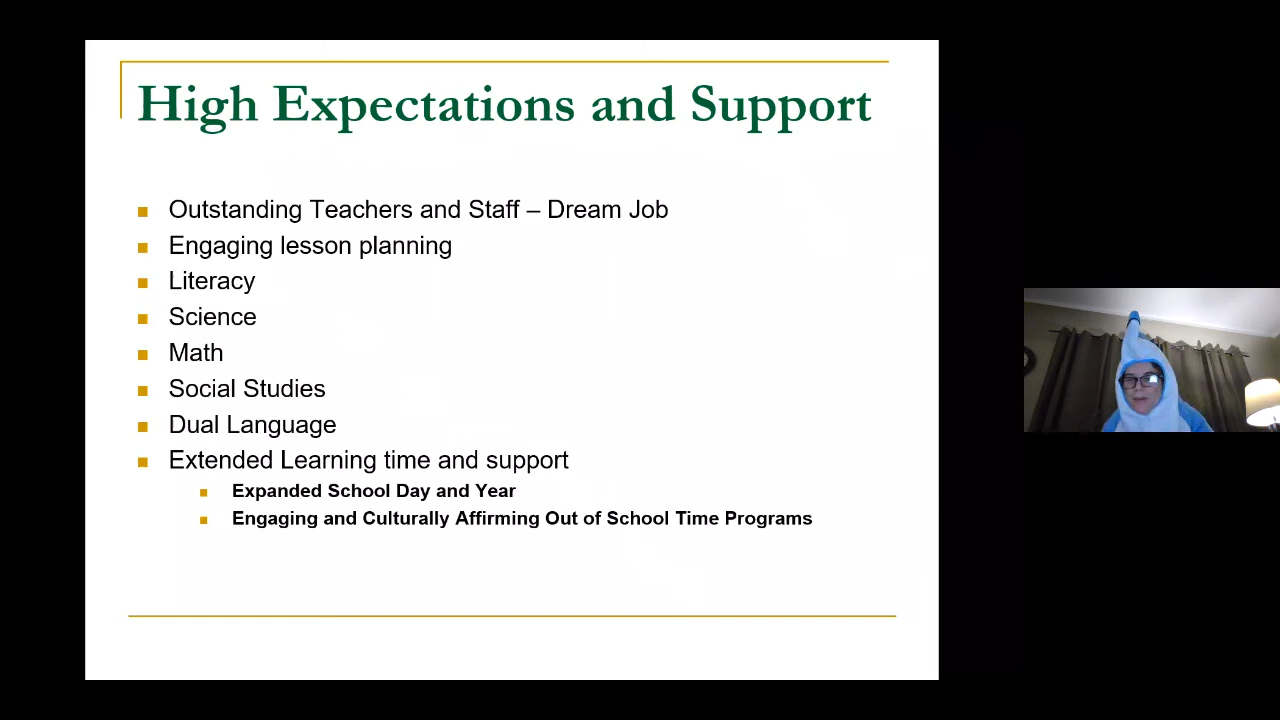 High Expectations and Support
Outstanding Teachers and Staff – Dream Job
Engaging lesson planning
Literacy
Science
Math
Social Studies
Dual Language
Extended Learning time and support
Expanded School Day and Year
Engaging and Culturally Affirming Out of School Time Programs